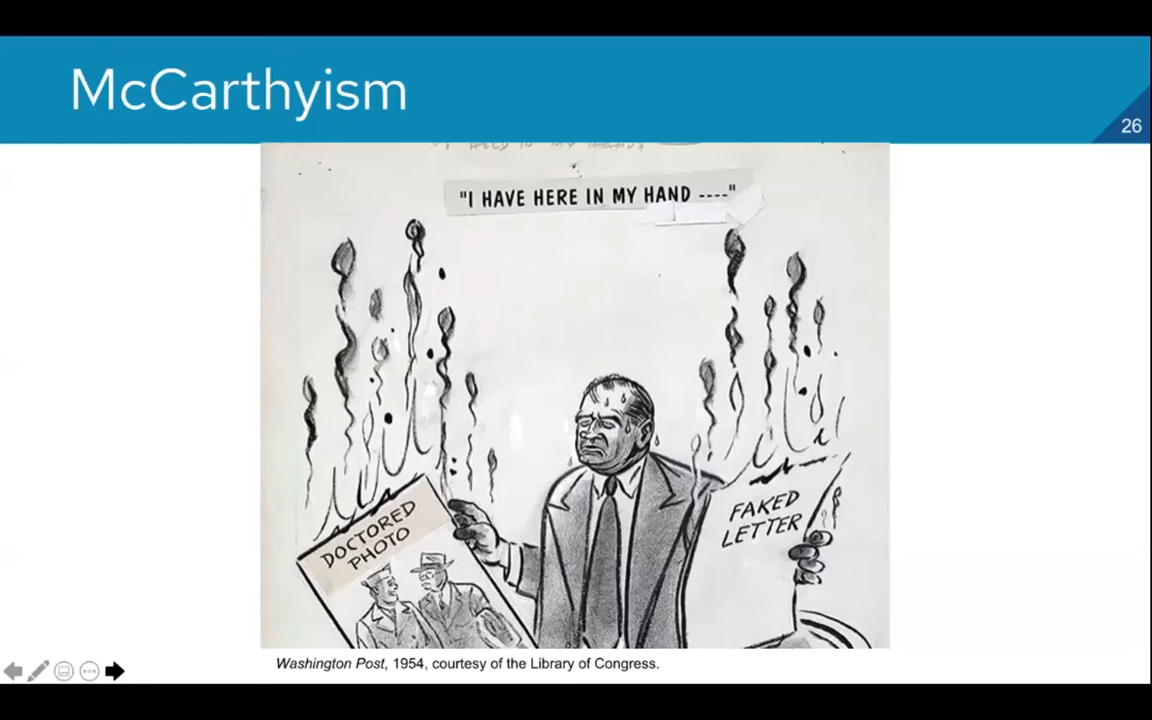 McCarthyism
26
"I HAVE HERE IN MY HAND ----"
DOCTORED
PHOTO
FAKED
LETTER
Washington Post, 1954, courtesy of the Library of Congress.